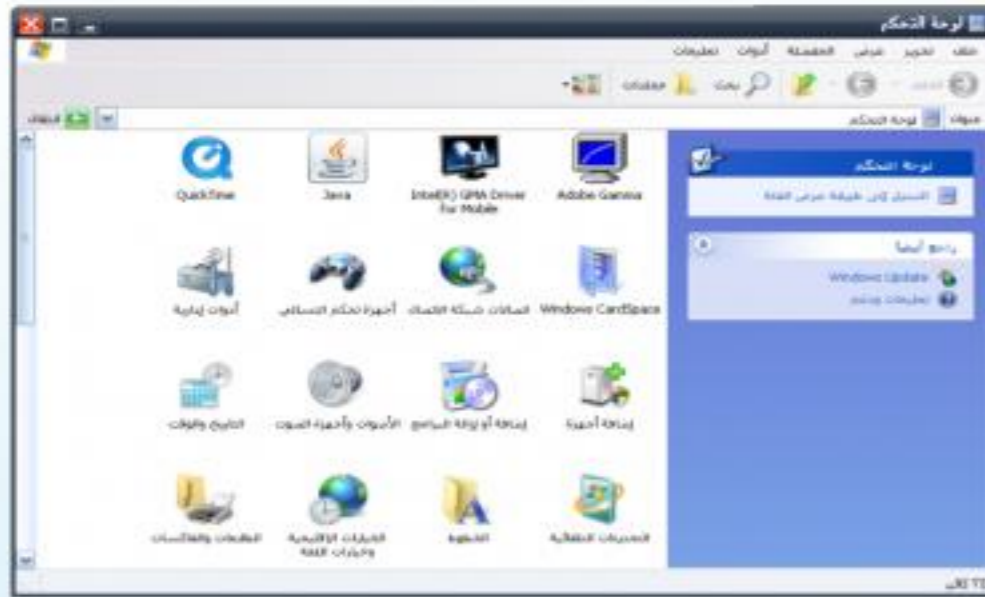 لوحة التحكم
ملف تحرير عرض المفضلة أدوات تعليمات
بحث مجلدات
عنوان لوحة التحكم
لوحة التحكم
التبديل إلى طريقة عرض الفئة
راجع أيضاً
Windows Update
تعليمات ودعم
Adobe Gamma
Intel(R) GMA Driver for Mobile
Java
QuickTime
Windows CardSpace
اتصالات شبكة الاتصال
أجهزة تحكم
أدوات إدارية
إضافة أجهزة
إضافة أو إزالة البرامج
الأصوات وأجهزة الصوت
التاريخ والوقت
التحديثات التلقائية
الخطوط
الخيارات الإقليمية
وخيارات اللغة
الطابعات والفاكسات